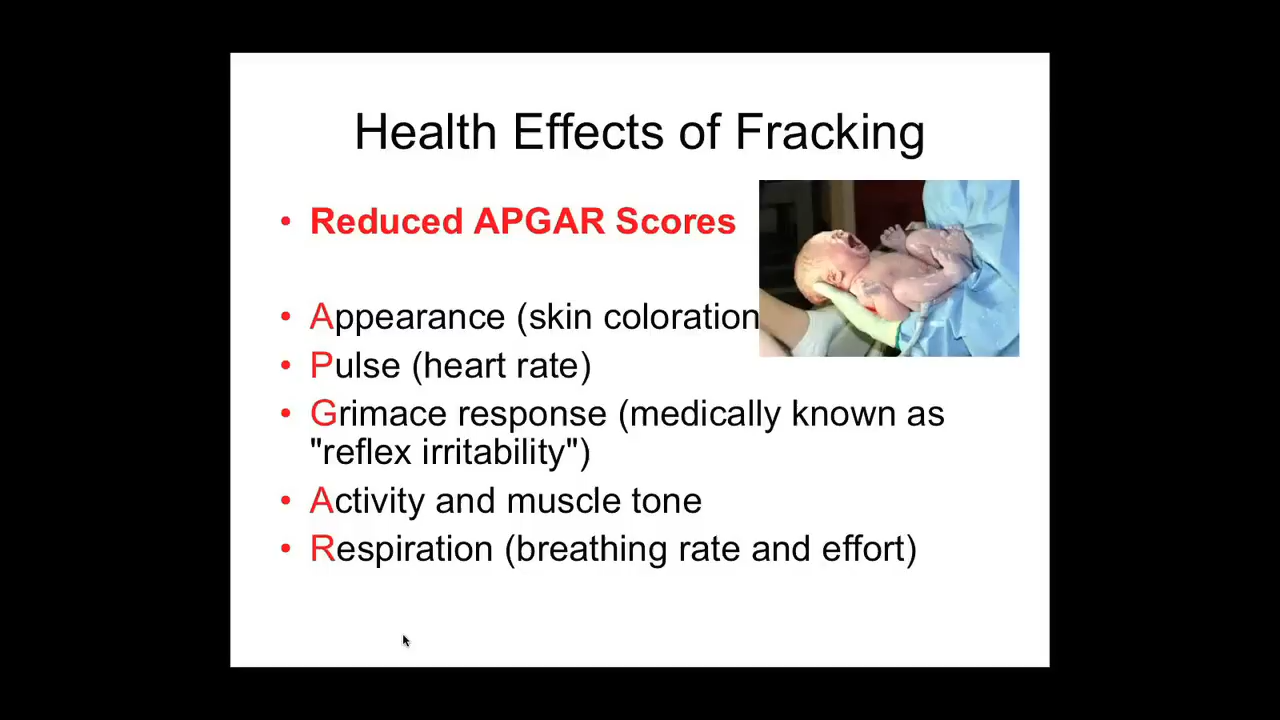 Health Effects of Fracking
• Reduced APGAR Scores
• Appearance (skin coloration
• Pulse (heart rate)
• Grimace response (medically known as
"reflex irritability")
• Activity and muscle tone
• Respiration (breathing rate and effort)